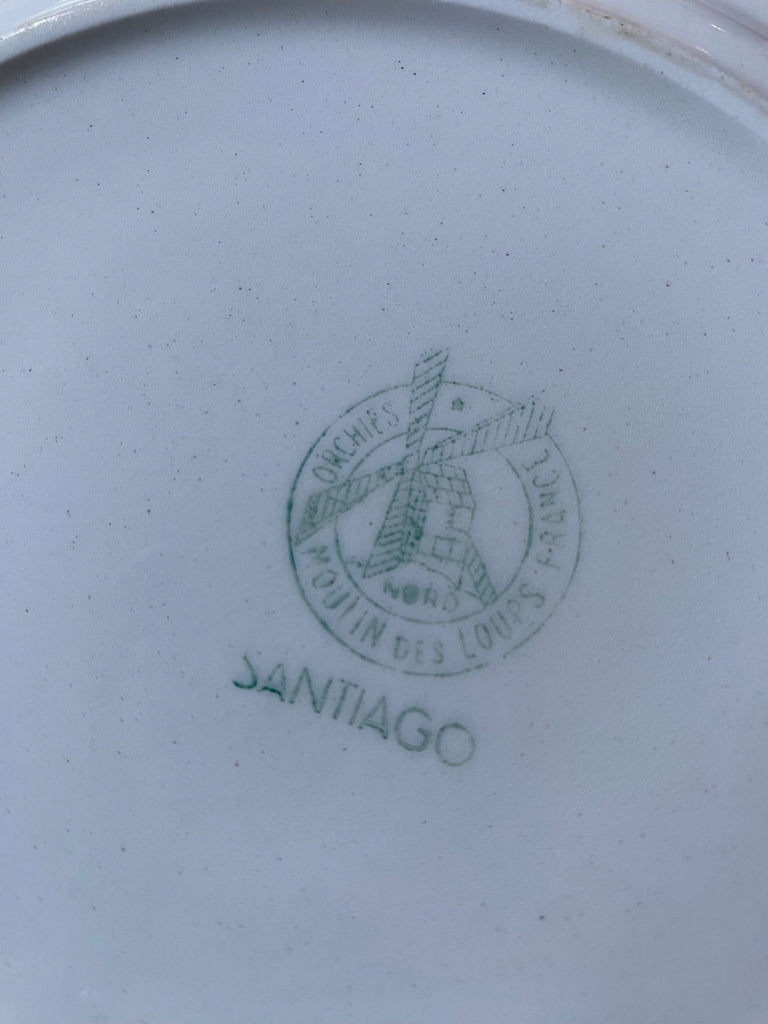 ORCHIES
MOULIN DES LOUPS · FRANCE
NORD
SANTIAGO